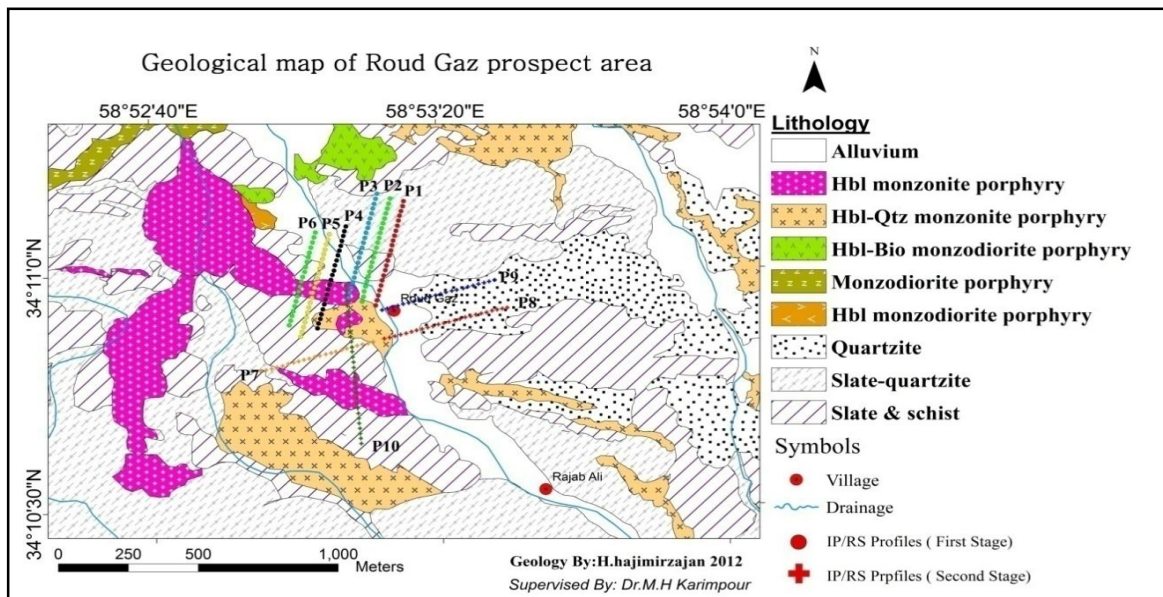 Geological map of Roud Gaz prospect area
N
58°52'40"E
58°53'20"E
58°54'0"E
34°11'0"N
34°10'30"N
P3
P2
P1
P4
P5
P6
P9
Roud Gaz
P8
P7
P10
Rajab Ali
Lithology
Alluvium
Hbl monzonite porphyry
Hbl-Qtz monzonite porphyry
Hbl-Bio monzodiorite porphyry
Monzodiorite porphyry
Hbl monzodiorite porphyry
Quartzite
Slate-quartzite
Slate & schist
Symbols
Village
Drainage
IP/RS Profiles ( First Stage)
IP/RS Prpfiles ( Second Stage)
0 250 500 1,000
Meters
Geology By:H.hajimirzajan 2012
Supervised By: Dr.M.H Karimpour